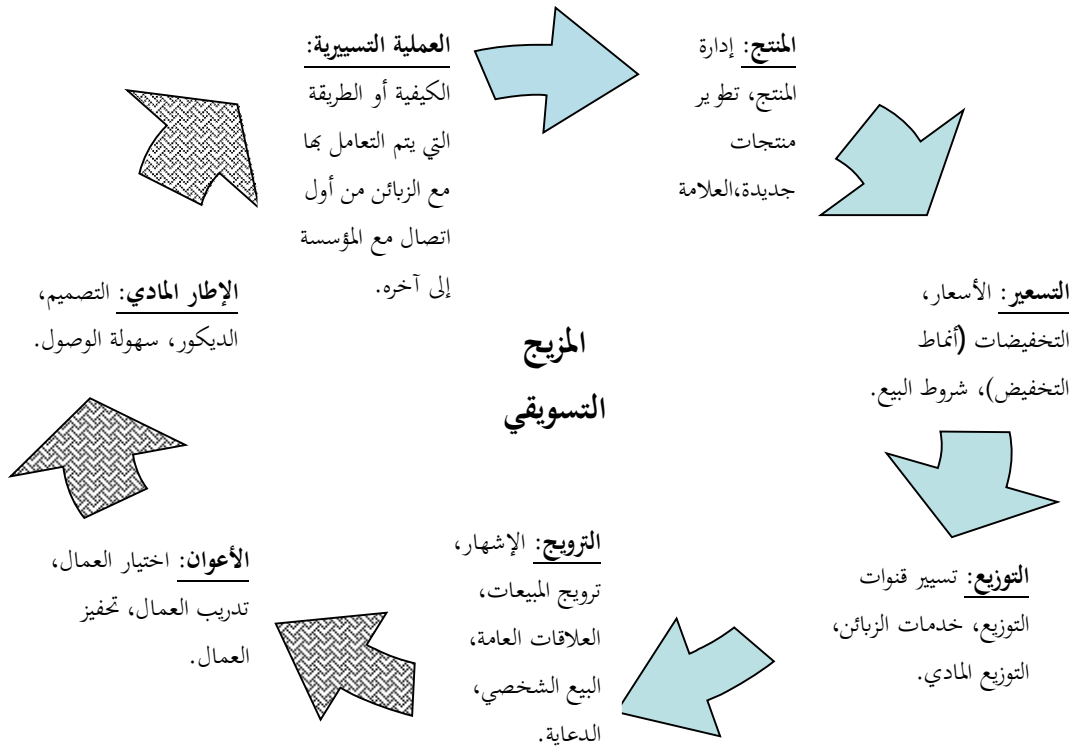 العملية التسييرية:
الكيفية أو الطريقة
التي يتم التعامل بها
مع الزبائن من أول
اتصال مع المؤسسة
إلى آخره.
المنتج: إدارة
المنتج، تطوير
منتجات
جديدة،العلامة
التسعير: الأسعار،
التخفيضات (أنماط
التخفيض)، شروط البيع.
التوزيع: تسيير قنوات
التوزيع، خدمات الزبائن،
التوزيع المادي.
الترويج: الإشهار،
ترويج المبيعات،
العلاقات العامة،
البيع الشخصي،
الدعاية.
الأعوان: اختيار العمال،
تدريب العمال، تحفيز
العمال.
الإطار المادي: التصميم،
الديكور، سهولة الوصول.
المزيج
التسويقي